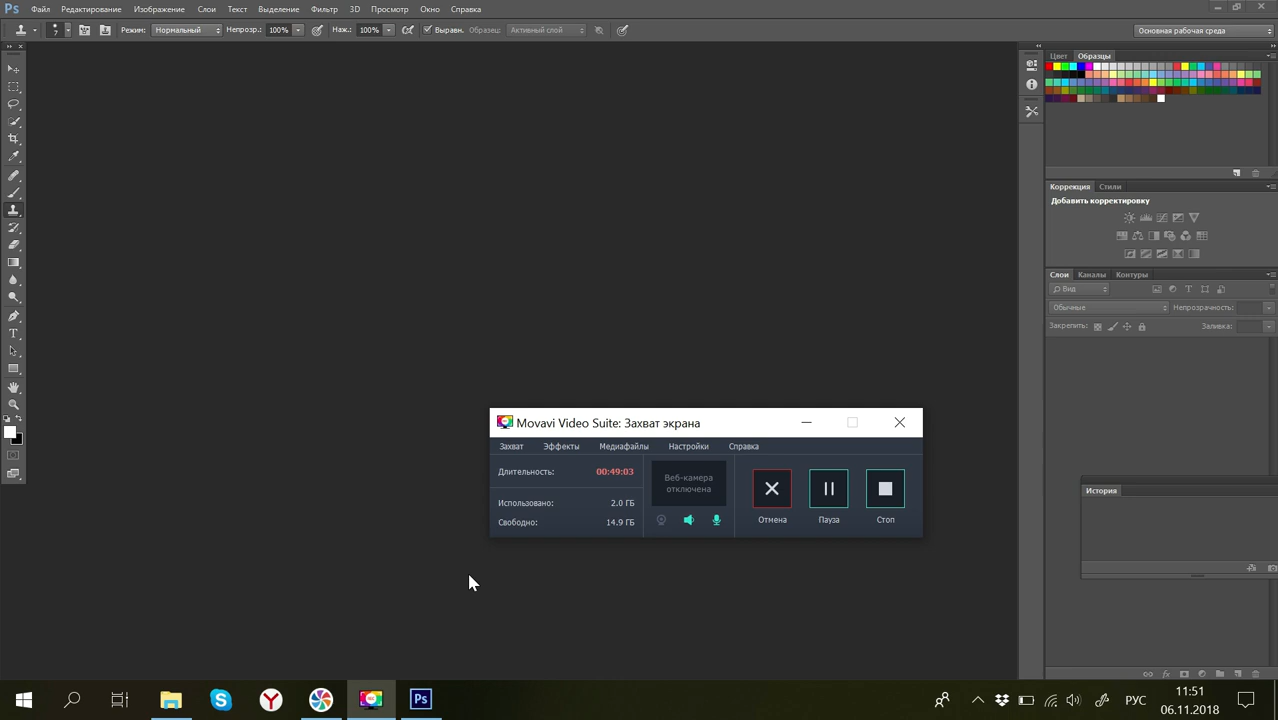 Ps Файл Редактирование Изображение Слои Текст Выделение Фильтр 3D Просмотр Окно Справка
7 Режим: Нормальный Непрозр.: 100% Наж.: 100% Выравн. Образец: Активный слой Основная рабочая среда
Цвет Образцы
Коррекция Стили
Добавить корректировку
Слои Каналы Контуры
Вид
Обычные Непрозрачность:
Закрепить: Заливка:
Movavi Video Suite: Захват экрана
Захват Эффекты Медиафайлы Настройки Справка
Длительность: 00:49:03
Веб-камера
отключена
Использовано: 2.0 ГБ
Свободно: 14.9 ГБ
Отмена Пауза Стоп
История
Ps
РУС
11:51
06.11.2018